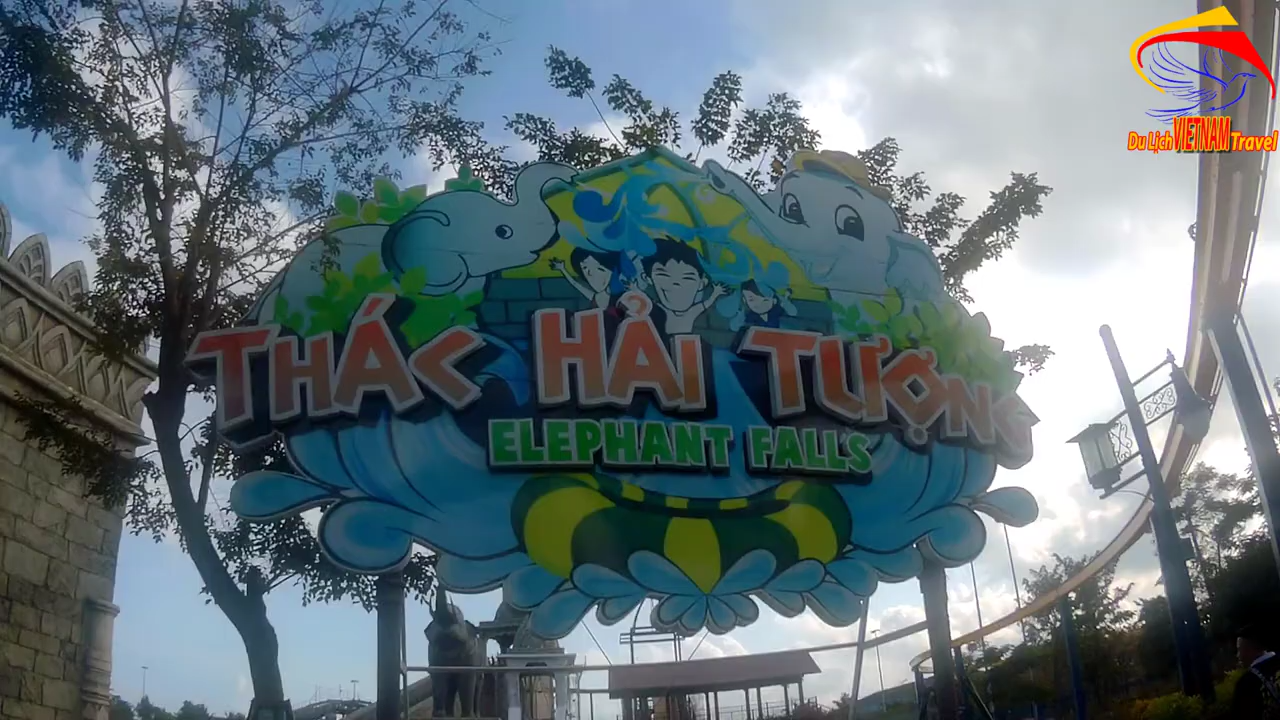 Du Lịch VIETNAM Travel
THÁC HẢI TƯỢNG
ELEPHANT FALLS